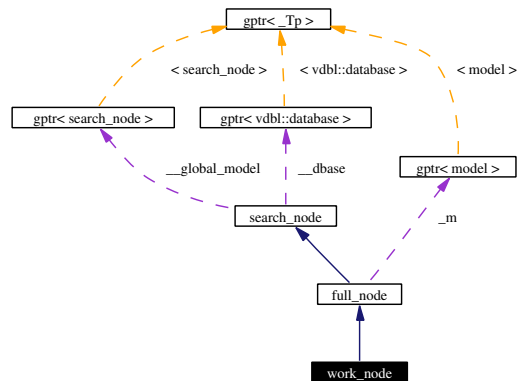 gptr< _Tp >
< search_node >
< vdbl::database >
< model >
gptr< search_node >
gptr< vdbl::database >
__global_model
__dbase
gptr< model >
search_node
_m
full_node
work_node